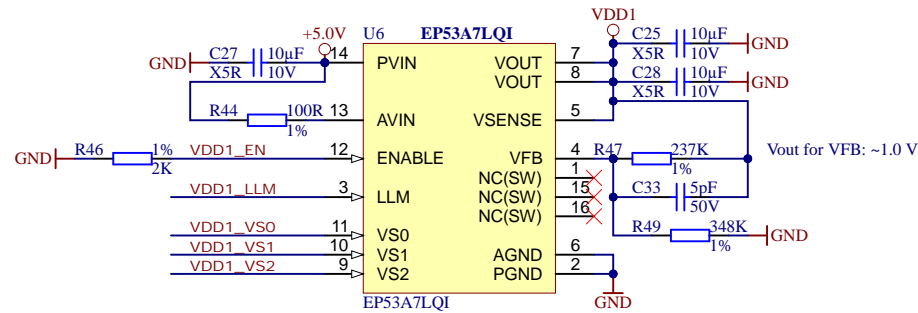 U6
EP53A7LQI
+5.0V
VDD1
C27
10µF
X5R
10V
GND
14
PVIN
VOUT
7
VOUT
8
C25
10µF
X5R
10V
GND
C28
10µF
X5R
10V
GND
R44
100R
1%
13
AVIN
VSENSE
5
GND
R46
1%
2K
VDD1_EN
12
ENABLE
VFB
4
R47
237K
1%
Vout for VFB: ~1.0 V
NC(SW)
1
VDD1_LLM
3
LLM
NC(SW)
15
C33
5pF
50V
NC(SW)
16
VDD1_VS0
11
VS0
R49
348K
1%
GND
VDD1_VS1
10
VS1
AGND
6
VDD1_VS2
9
VS2
PGND
2
EP53A7LQI
GND